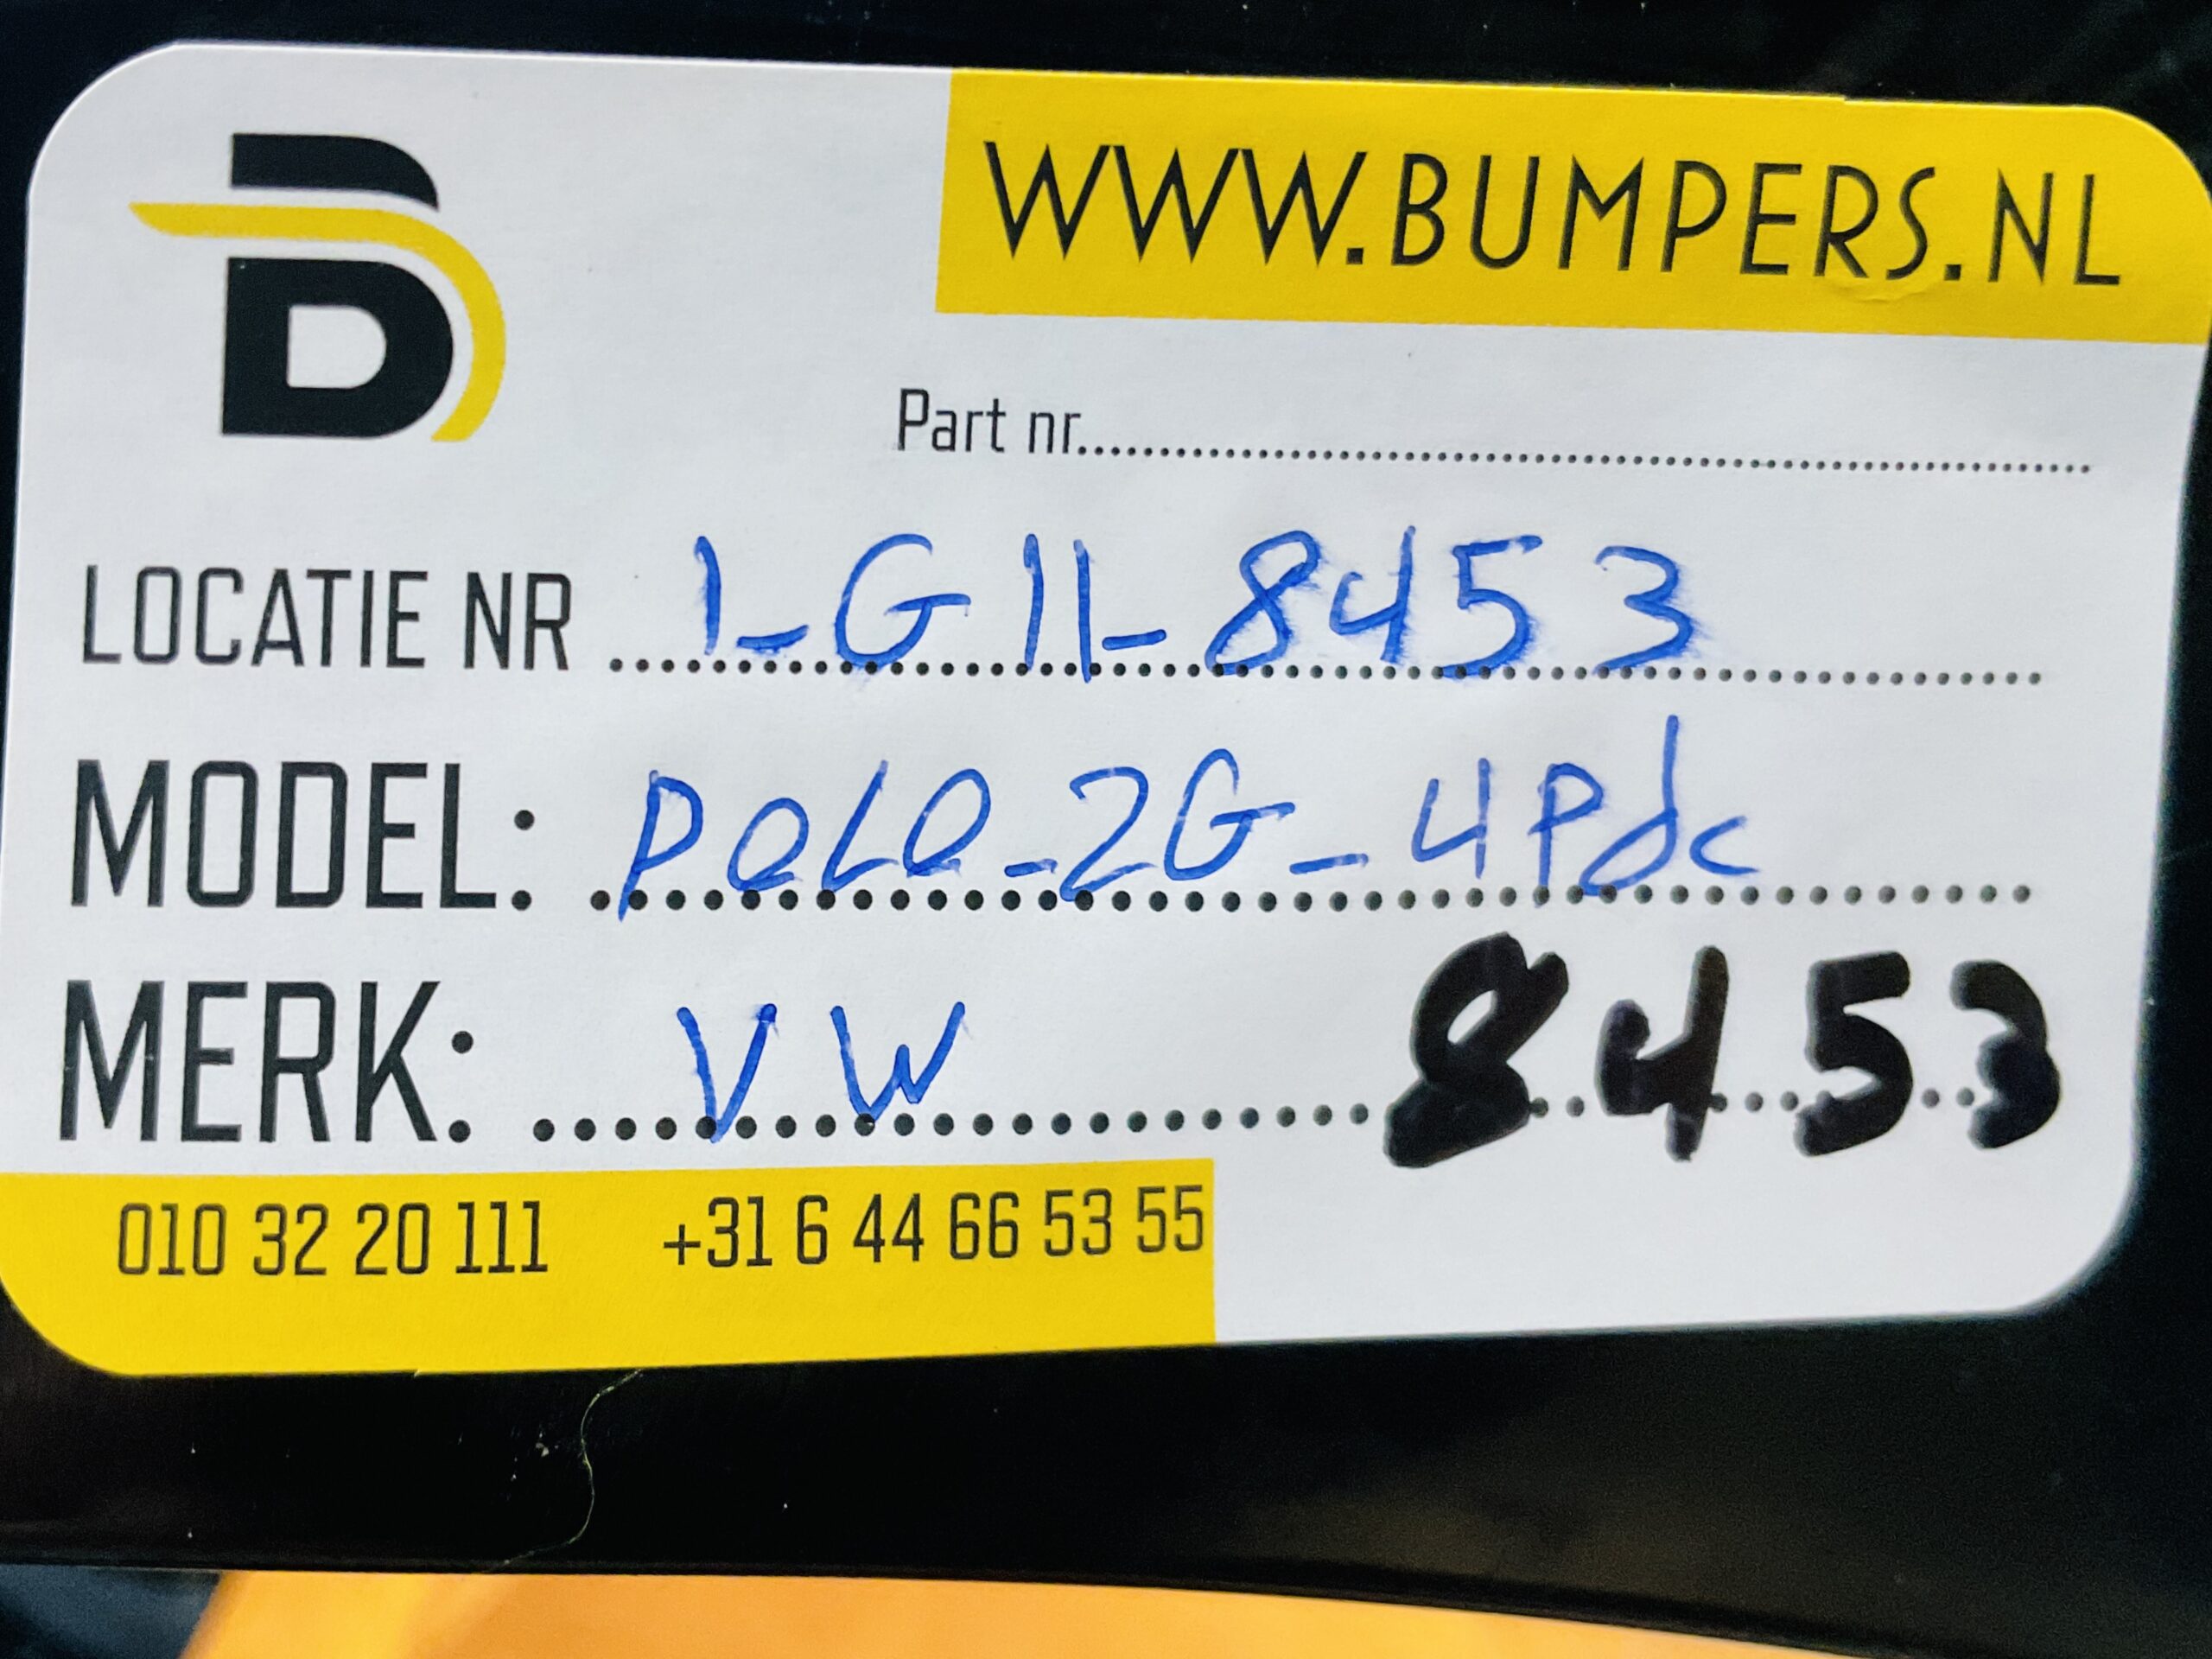 B
WWW.BUMPERS.NL
Part nr....................
LOCATIE NR ....1-G11-8453....
MODEL: ....Polo-2G-4Pdc....
MERK: ....VW.... 8453
010 32 20 111 +31 6 44 66 53 55